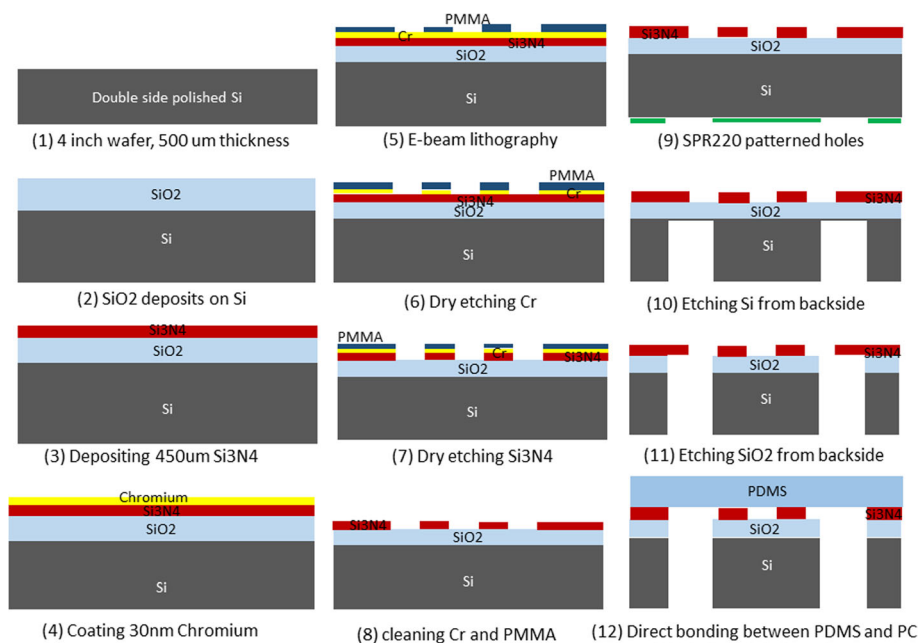 Double side polished Si
(1) 4 inch wafer, 500 um thickness
SiO2
Si
(2) SiO2 deposits on Si
Si3N4
SiO2
Si
(3) Depositing 450um Si3N4
Chromium
Si3N4
SiO2
Si
(4) Coating 30nm Chromium
PMMA
Cr
Si3N4
SiO2
Si
(5) E-beam lithography
PMMA
Cr
Si3N4
SiO2
Si
(6) Dry etching Cr
PMMA
Cr
Si3N4
SiO2
Si
(7) Dry etching Si3N4
Si3N4
SiO2
Si
(8) cleaning Cr and PMMA
Si3N4
SiO2
Si
(9) SPR220 patterned holes
Si3N4
SiO2
Si
(10) Etching Si from backside
Si3N4
SiO2
Si
(11) Etching SiO2 from backside
PDMS
Si3N4
SiO2
Si
(12) Direct bonding between PDMS and PC